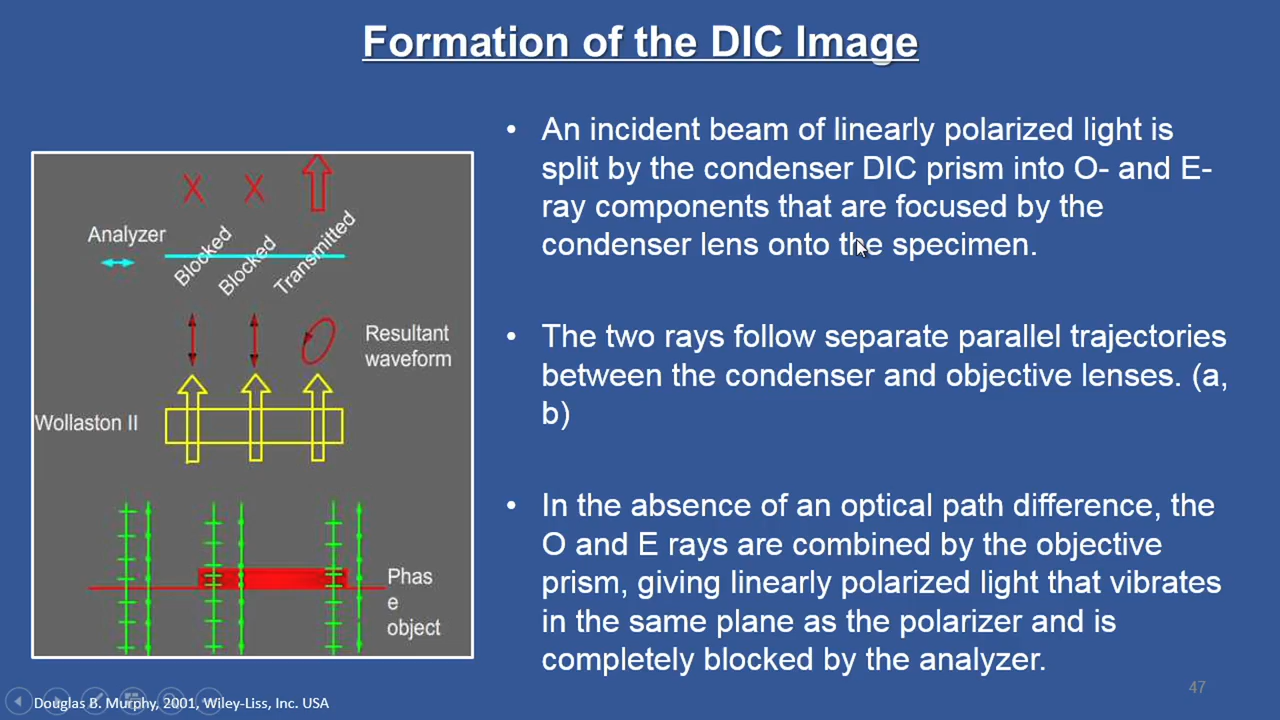 Formation of the DIC Image
• An incident beam of linearly polarized light is
split by the condenser DIC prism into O- and E-
ray components that are focused by the
condenser lens onto the specimen.
• The two rays follow separate parallel trajectories
between the condenser and objective lenses. (a,
b)
• In the absence of an optical path difference, the
O and E rays are combined by the objective
prism, giving linearly polarized light that vibrates
in the same plane as the polarizer and is
completely blocked by the analyzer.
X X
Analyzer
Blocked
Blocked
Transmitted
Resultant
waveform
Wollaston II
Phas
e
object
Douglas B. Murphy, 2001, Wiley-Liss, Inc. USA
47